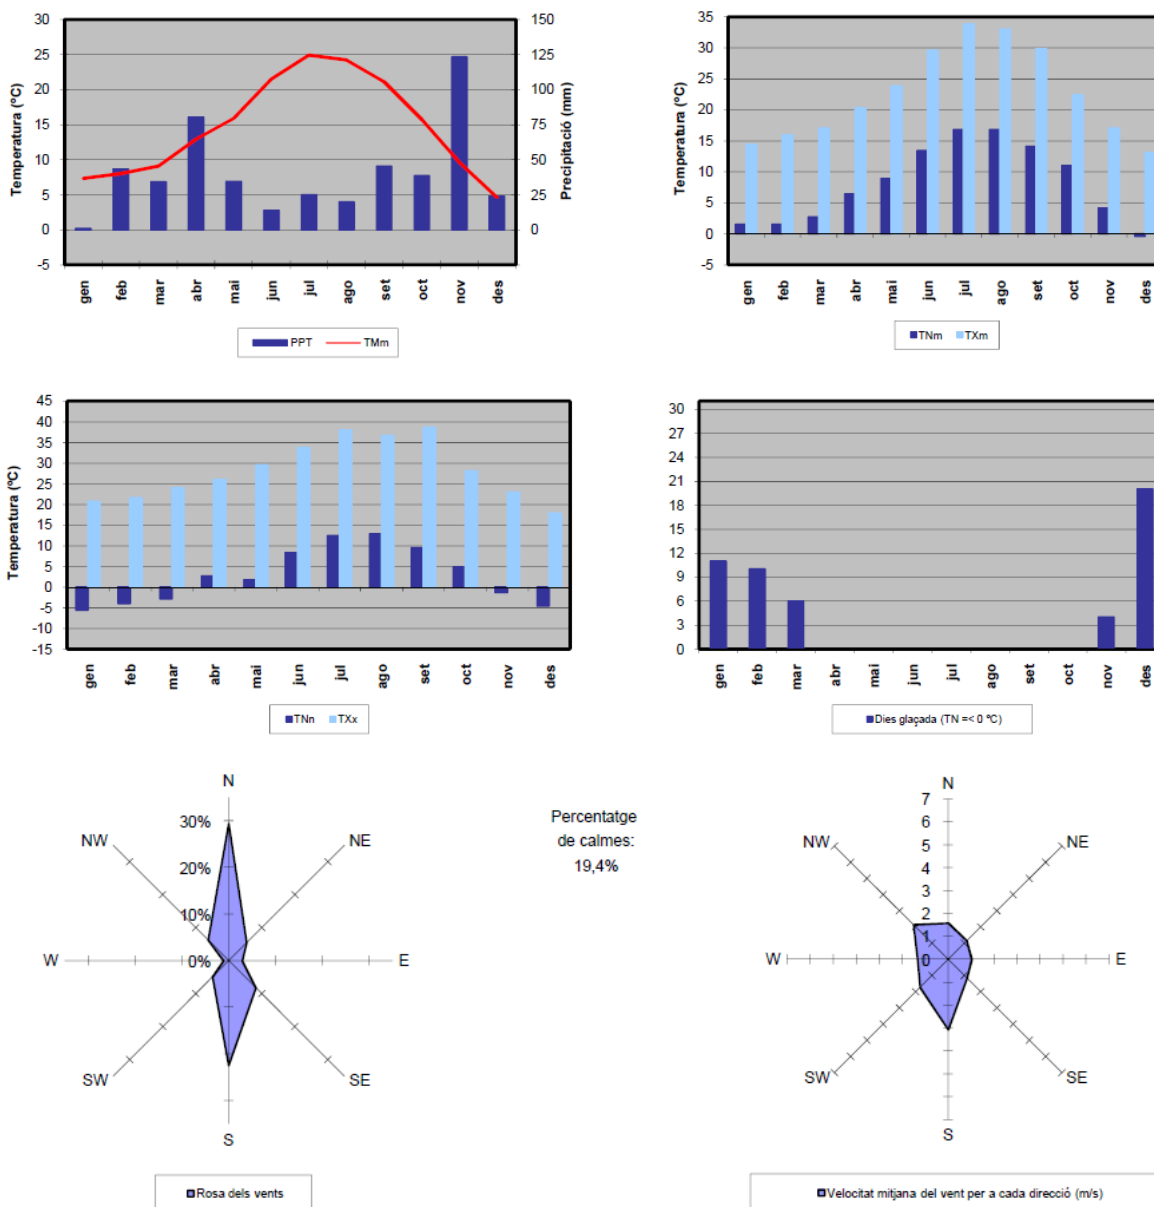 30
25
20
15
10
5
0
-5
Temperatura (ºC)
150
125
100
75
50
25
0
Precipitació (mm)
gen feb mar abr mai jun jul ago set oct nov des
PPT TMm
35
30
25
20
15
10
5
0
-5
Temperatura (ºC)
gen feb mar abr mai jun jul ago set oct nov des
TNm TXm
45
40
35
30
25
20
15
10
5
0
-5
-10
-15
Temperatura (ºC)
gen feb mar abr mai jun jul ago set oct nov des
TNn TXx
30
27
24
21
18
15
12
9
6
3
0
gen feb mar abr mai jun jul ago set oct nov des
Dies glaçada (TN =< 0 ºC)
N
NW NE
W E
SW SE
S
30%
20%
10%
0%
Rosa dels vents
Percentatge
de calmes:
19,4%
N
NW NE
W E
SW SE
S
7
6
5
4
3
2
1
0
Velocitat mitjana del vent per a cada direcció (m/s)